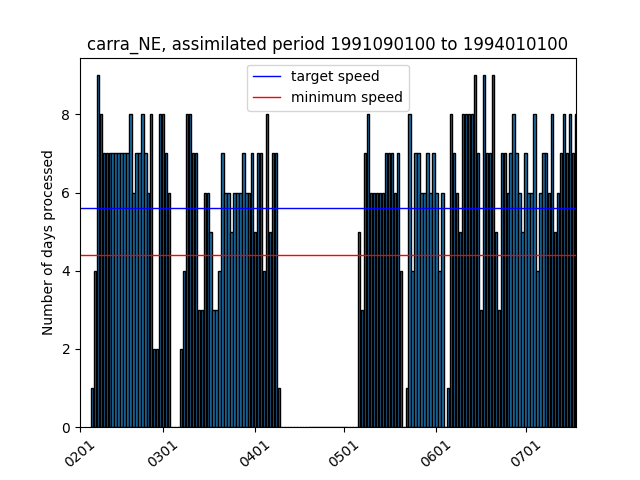 carra_NE, assimilated period 1991090100 to 1994010100
target speed
minimum speed
Number of days processed
8
6
4
2
0
0201
0301
0401
0501
0601
0701